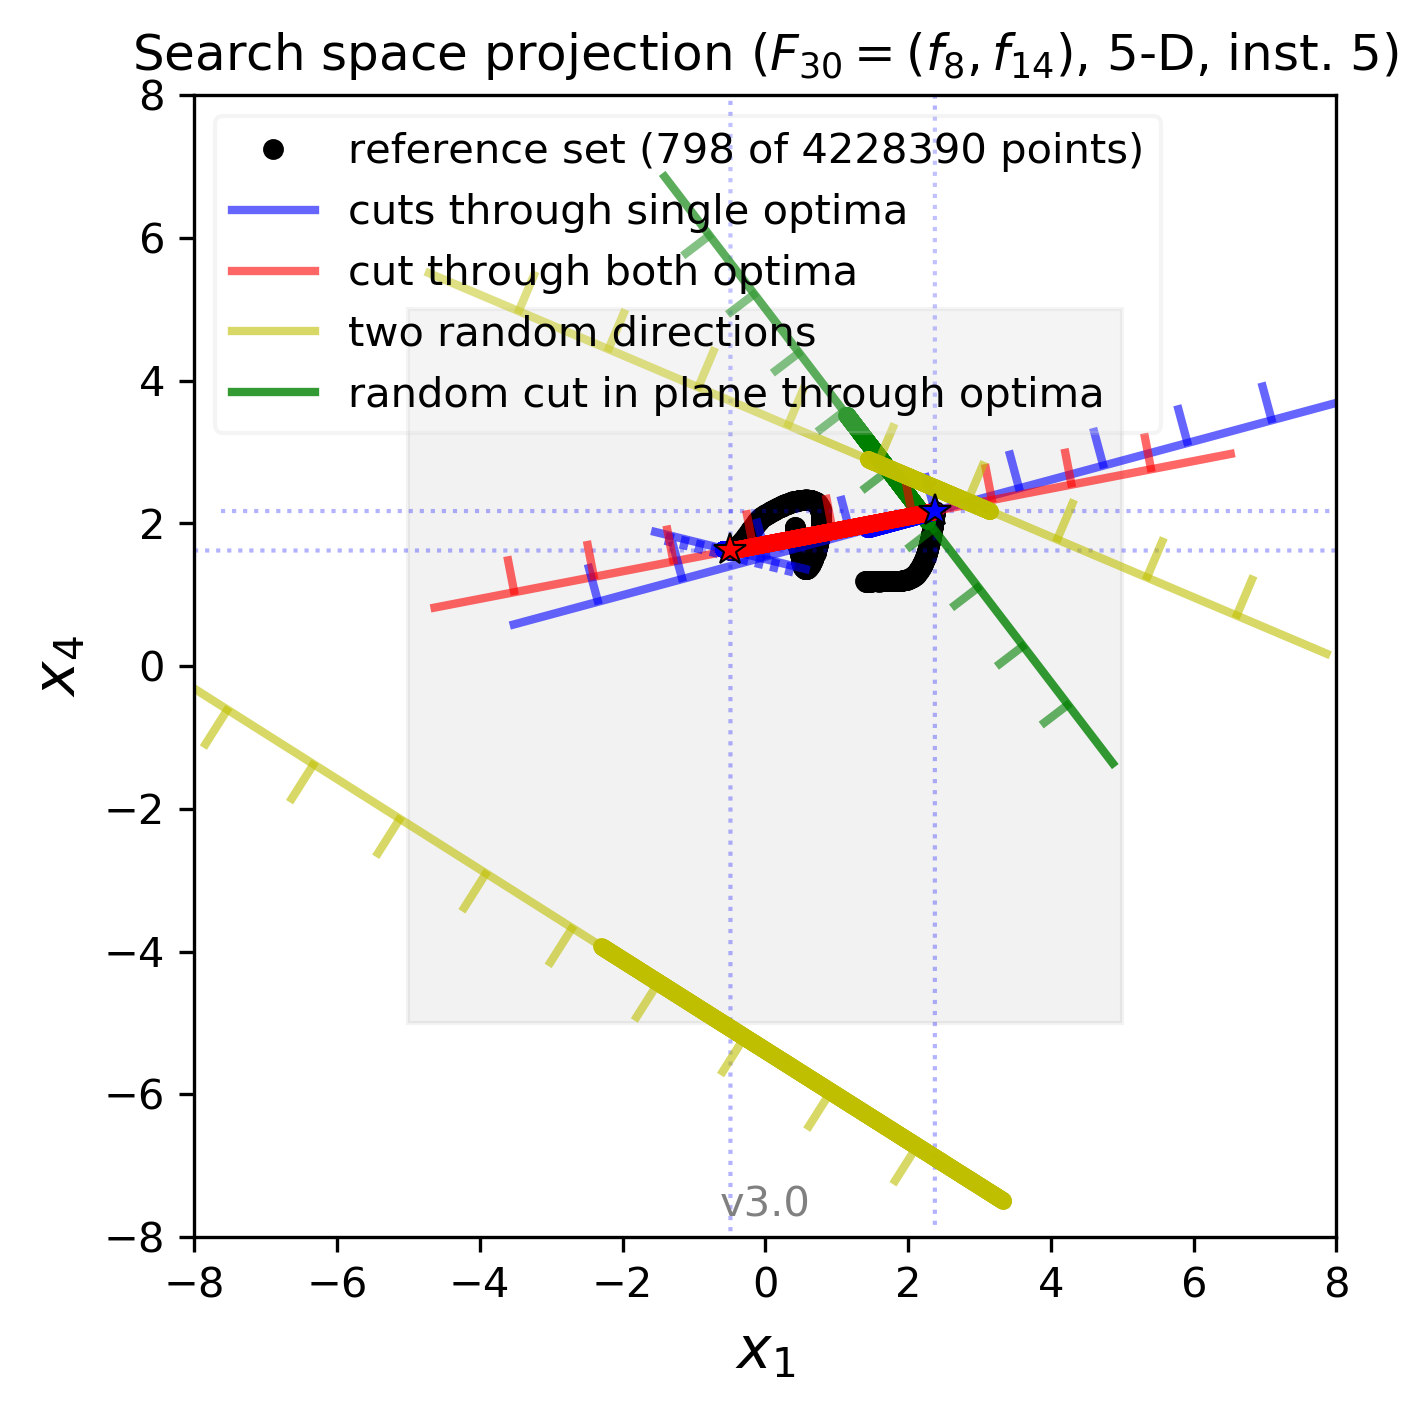 Search space projection (F₃₀ = (f₈, f₁₄), 5-D, inst. 5)
reference set (798 of 4228390 points)
cuts through single optima
cut through both optima
two random directions
random cut in plane through optima
8
6
4
2
0
−2
−4
−6
−8
x₄
v3.0
−8 −6 −4 −2 0 2 4 6 8
x₁